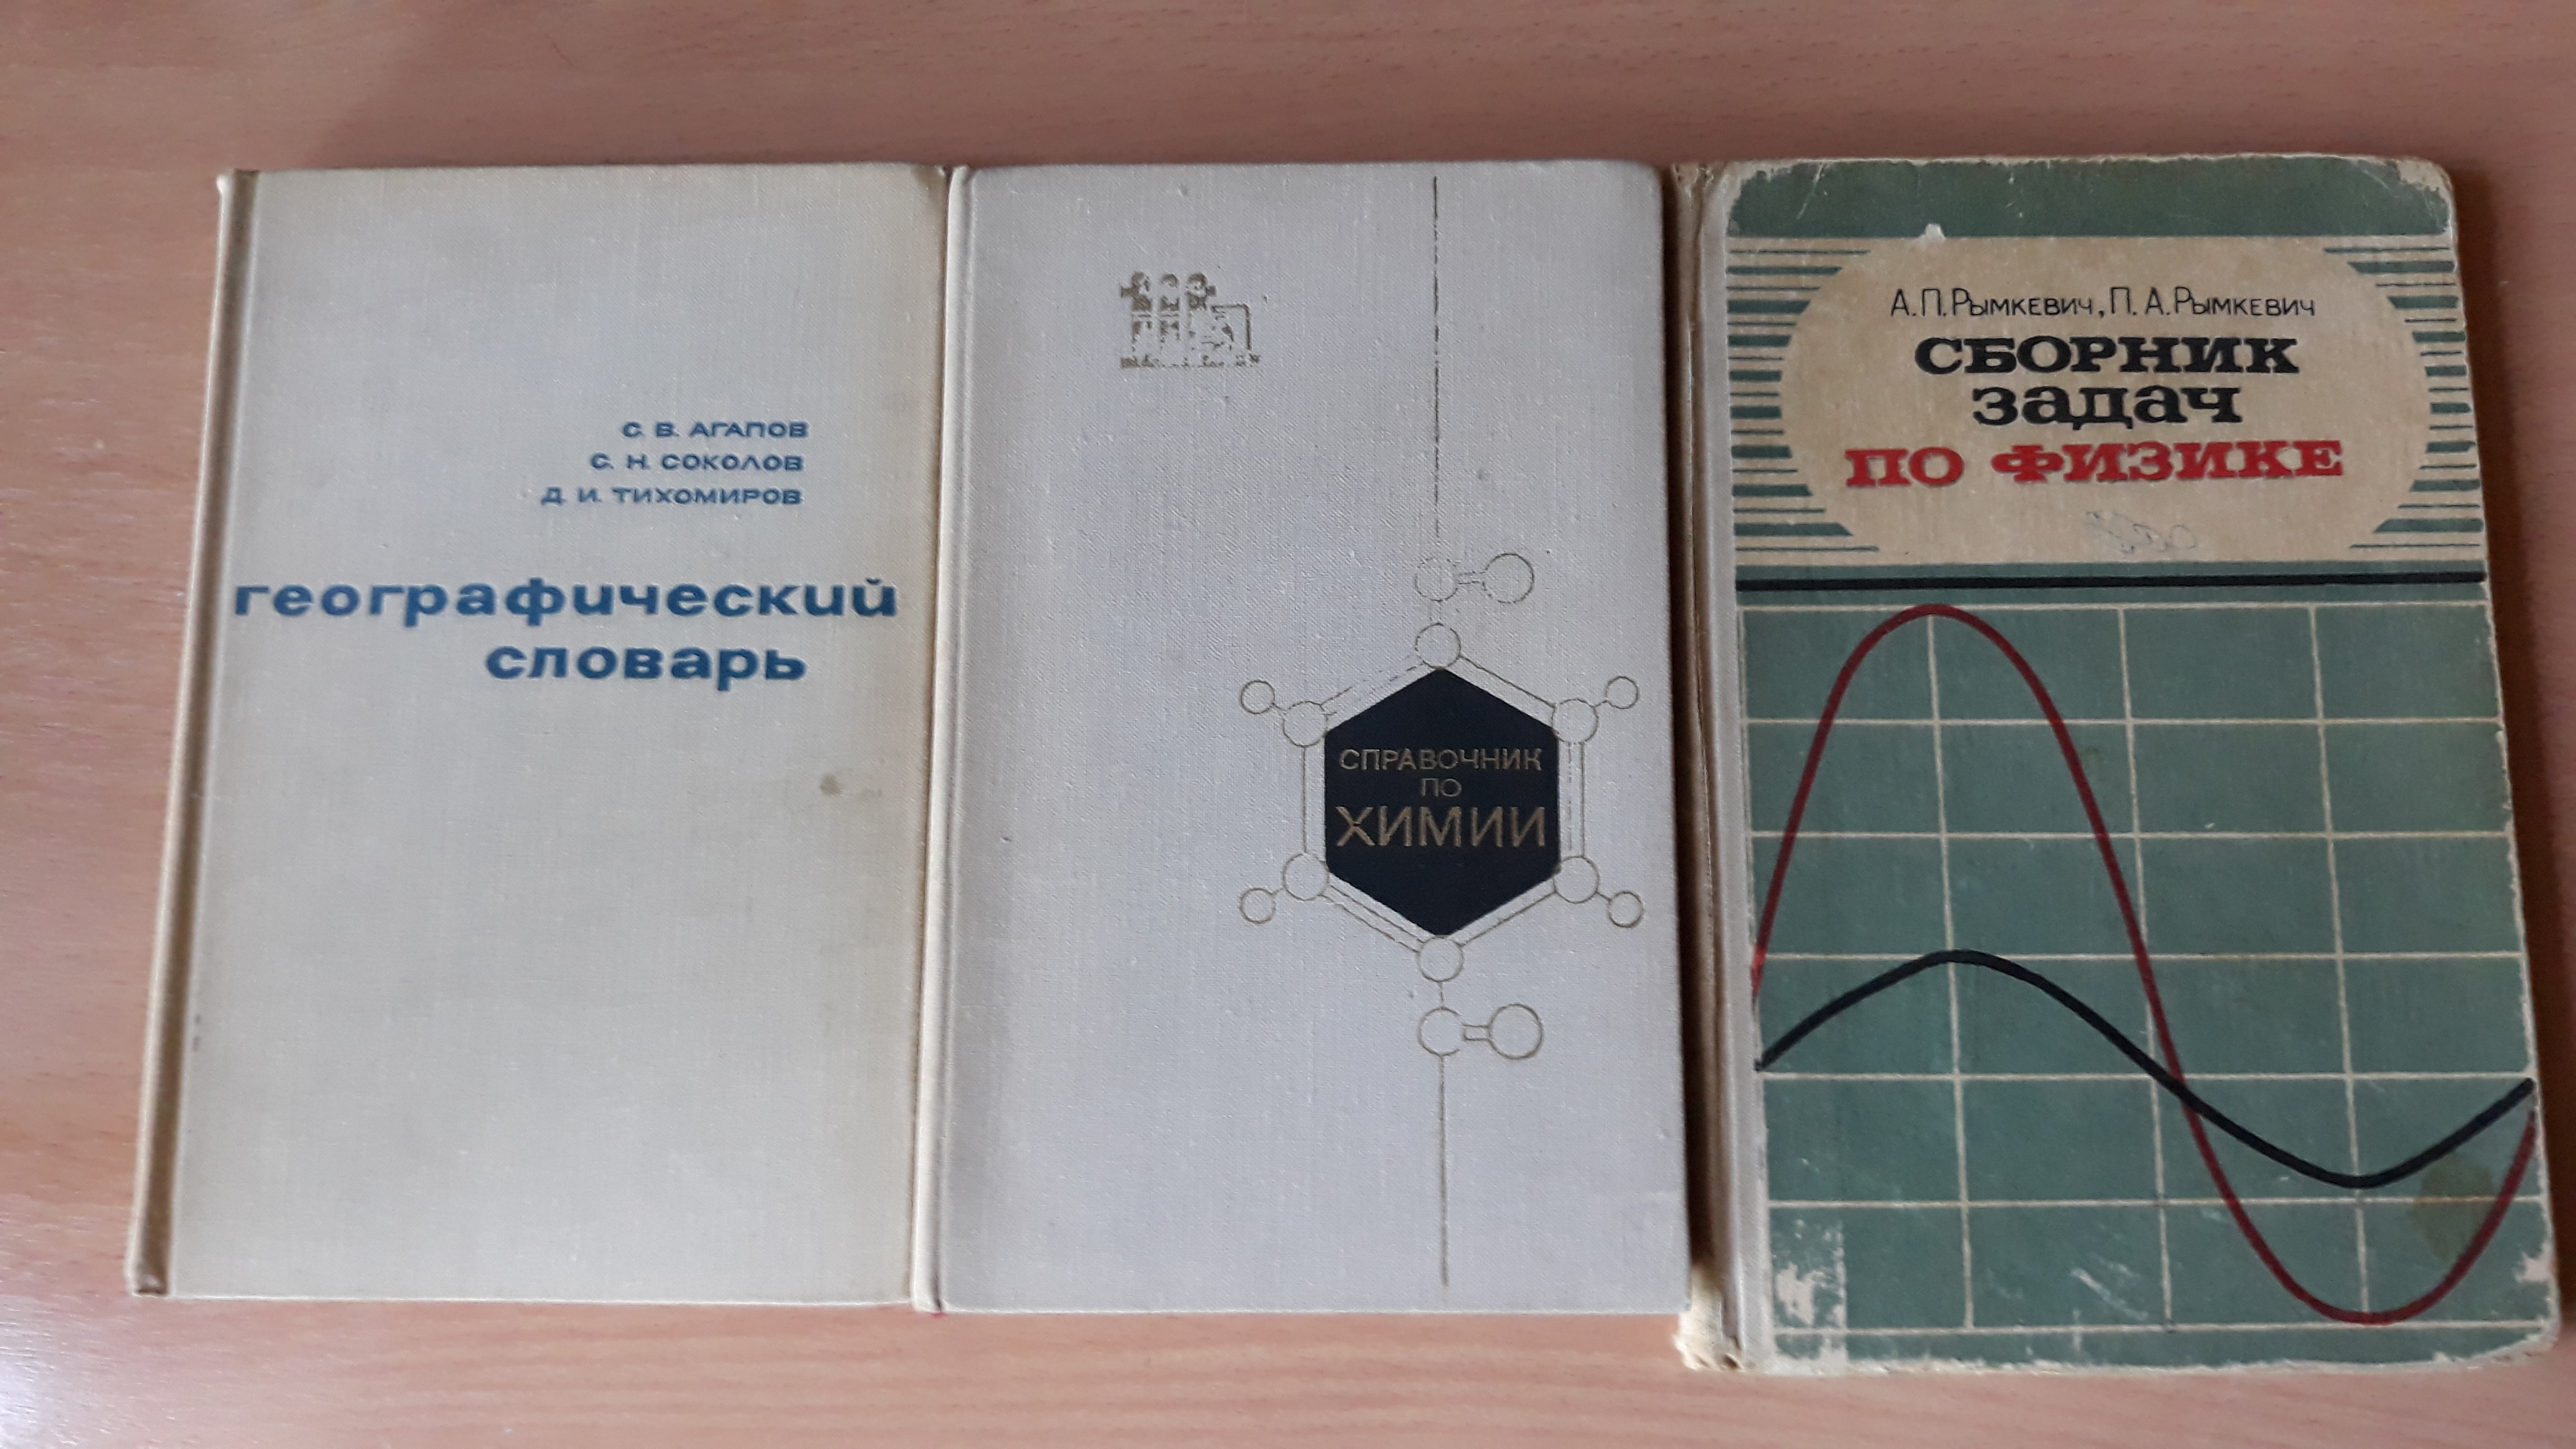 С. В. АГАПОВ
С. Н. СОКОЛОВ
Д. И. ТИХОМИРОВ
географический
словарь
СПРАВОЧНИК
ПО
ХИМИИ
А.П.РЫМКЕВИЧ, П.А.РЫМКЕВИЧ
СБОРНИК
ЗАДАЧ
ПО ФИЗИКЕ